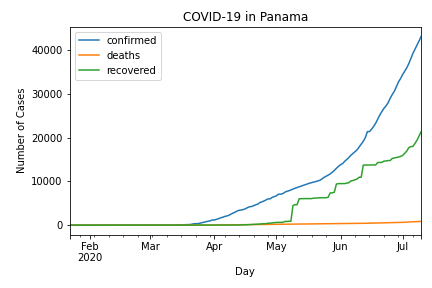 COVID-19 in Panama
confirmed
deaths
recovered
Number of Cases
40000
30000
20000
10000
0
Feb Mar Apr May Jun Jul
2020
Day